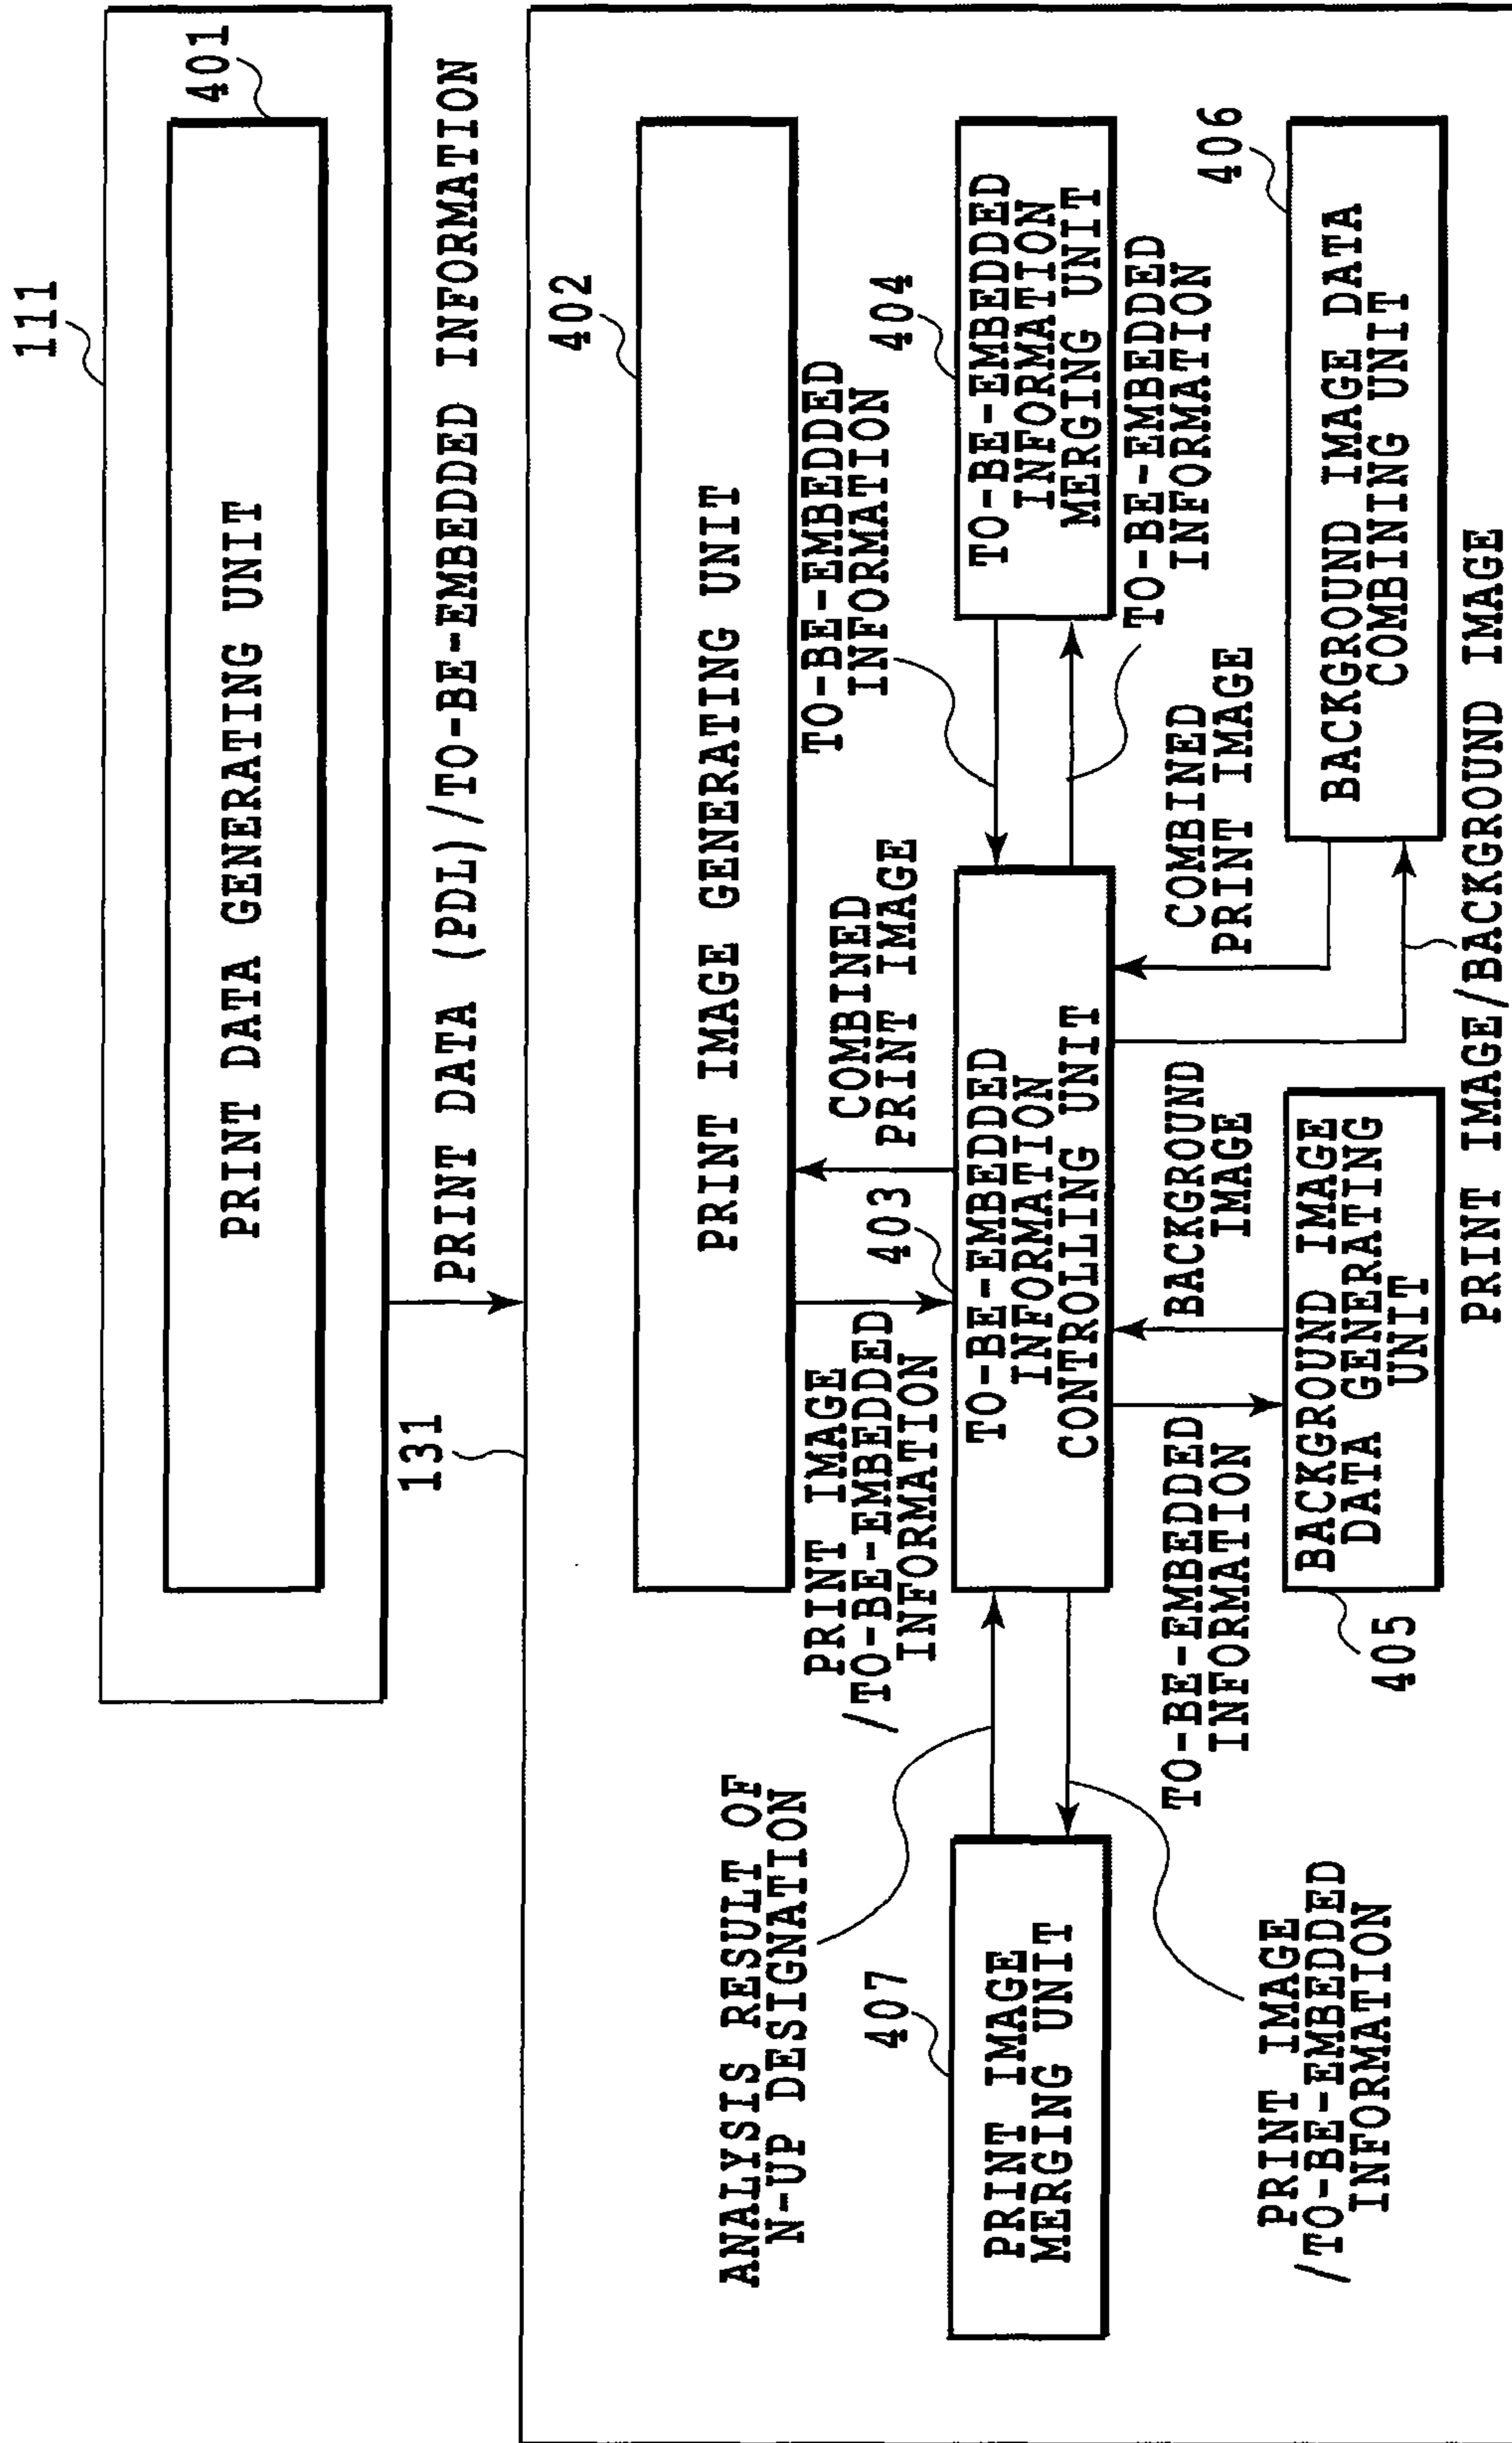 111
401
PRINT DATA GENERATING UNIT
131
PRINT DATA (PDL)/TO-BE-EMBEDDED INFORMATION
402
PRINT IMAGE GENERATING UNIT
ANALYSIS RESULT OF
N-UP DESIGNATION
PRINT IMAGE
/TO-BE-EMBEDDED
INFORMATION
COMBINED
PRINT IMAGE
TO-BE-EMBEDDED
INFORMATION
407
PRINT IMAGE
MERGING UNIT
403
TO-BE-EMBEDDED
INFORMATION
CONTROLLING UNIT
404
TO-BE-EMBEDDED
INFORMATION
MERGING UNIT
PRINT IMAGE
/TO-BE-EMBEDDED
INFORMATION
TO-BE-EMBEDDED
INFORMATION
BACKGROUND
IMAGE
COMBINED
PRINT IMAGE
TO-BE-EMBEDDED
INFORMATION
405
BACKGROUND IMAGE
DATA GENERATING
UNIT
406
BACKGROUND IMAGE DATA
COMBINING UNIT
PRINT IMAGE/BACKGROUND IMAGE